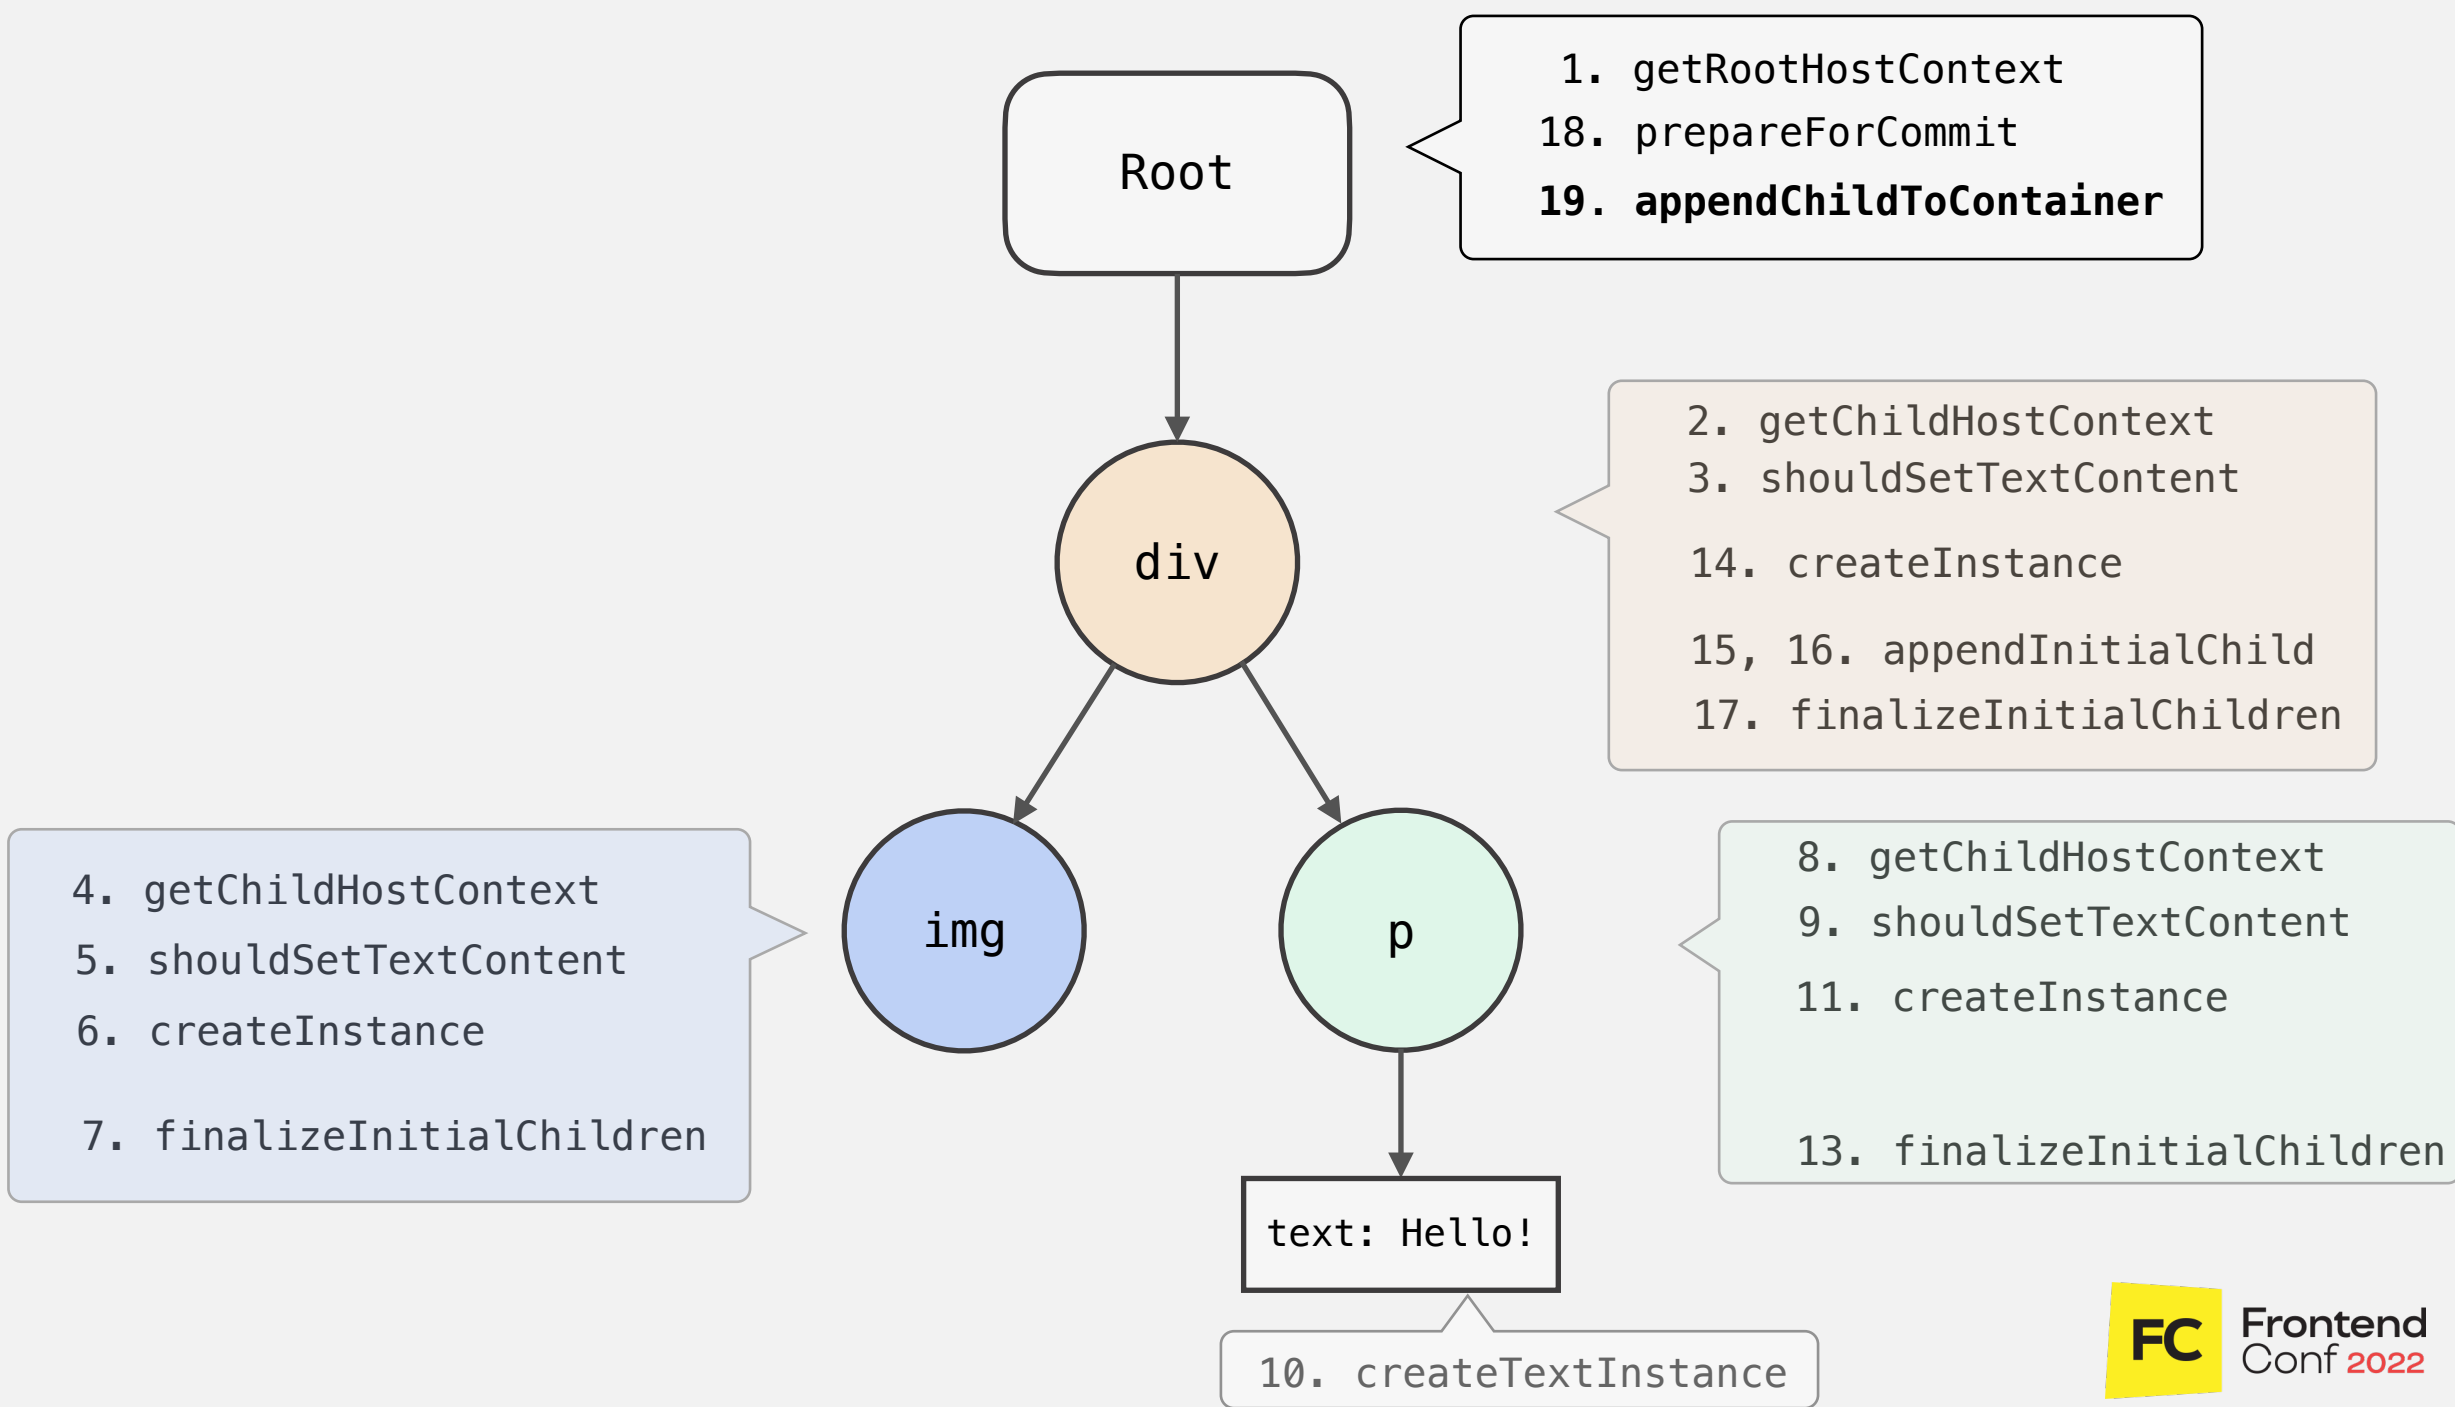 Root
1. getRootHostContext
18. prepareForCommit
19. appendChildToContainer
div
2. getChildHostContext
3. shouldSetTextContent
14. createInstance
15, 16. appendInitialChild
17. finalizeInitialChildren
4. getChildHostContext
5. shouldSetTextContent
6. createInstance
7. finalizeInitialChildren
img
p
8. getChildHostContext
9. shouldSetTextContent
11. createInstance
13. finalizeInitialChildren
text: Hello!
10. createTextInstance
FC
Frontend
Conf 2022